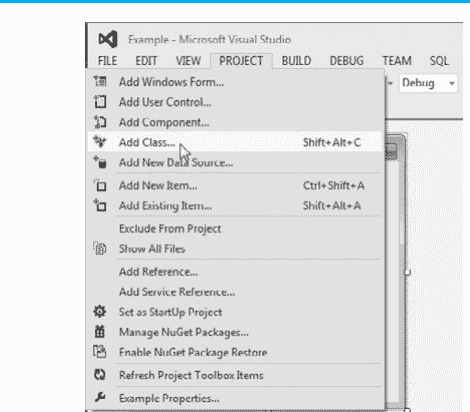 Example - Microsoft Visual Studio
FILE EDIT VIEW PROJECT BUILD DEBUG TEAM SQL
Add Windows Form...
Debug
Add User Control...
Add Component...
Add Class... Shift+Alt+C
Add New Data Source...
Add New Item... Ctrl+Shift+A
Add Existing Item... Shift+Alt+A
Exclude From Project
Show All Files
Add Reference...
Add Service Reference...
Set as StartUp Project
Manage NuGet Packages...
Enable NuGet Package Restore
Refresh Project Toolbox Items
Example Properties...